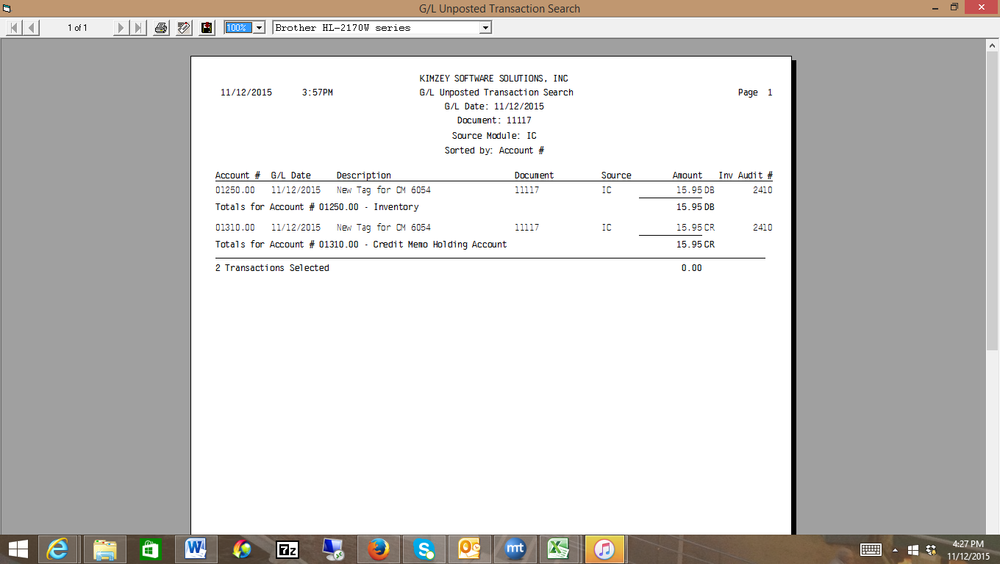 G/L Unposted Transaction Search
1 of 1
100%
Brother HL-2170W series
KIMZEY SOFTWARE SOLUTIONS, INC
11/12/2015 3:57PM G/L Unposted Transaction Search Page 1
G/L Date: 11/12/2015
Document: 11117
Source Module: IC
Sorted by: Account #
Account # G/L Date Description Document Source Amount Inv Audit #
01250.00 11/12/2015 New Tag for CM 6054 11117 IC 15.95 DB 2410
Totals for Account # 01250.00 - Inventory 15.95 DB
01310.00 11/12/2015 New Tag for CM 6054 11117 IC 15.95 CR 2410
Totals for Account # 01310.00 - Credit Memo Holding Account 15.95 CR
2 Transactions Selected 0.00
7z
mt
4:27 PM
11/12/2015